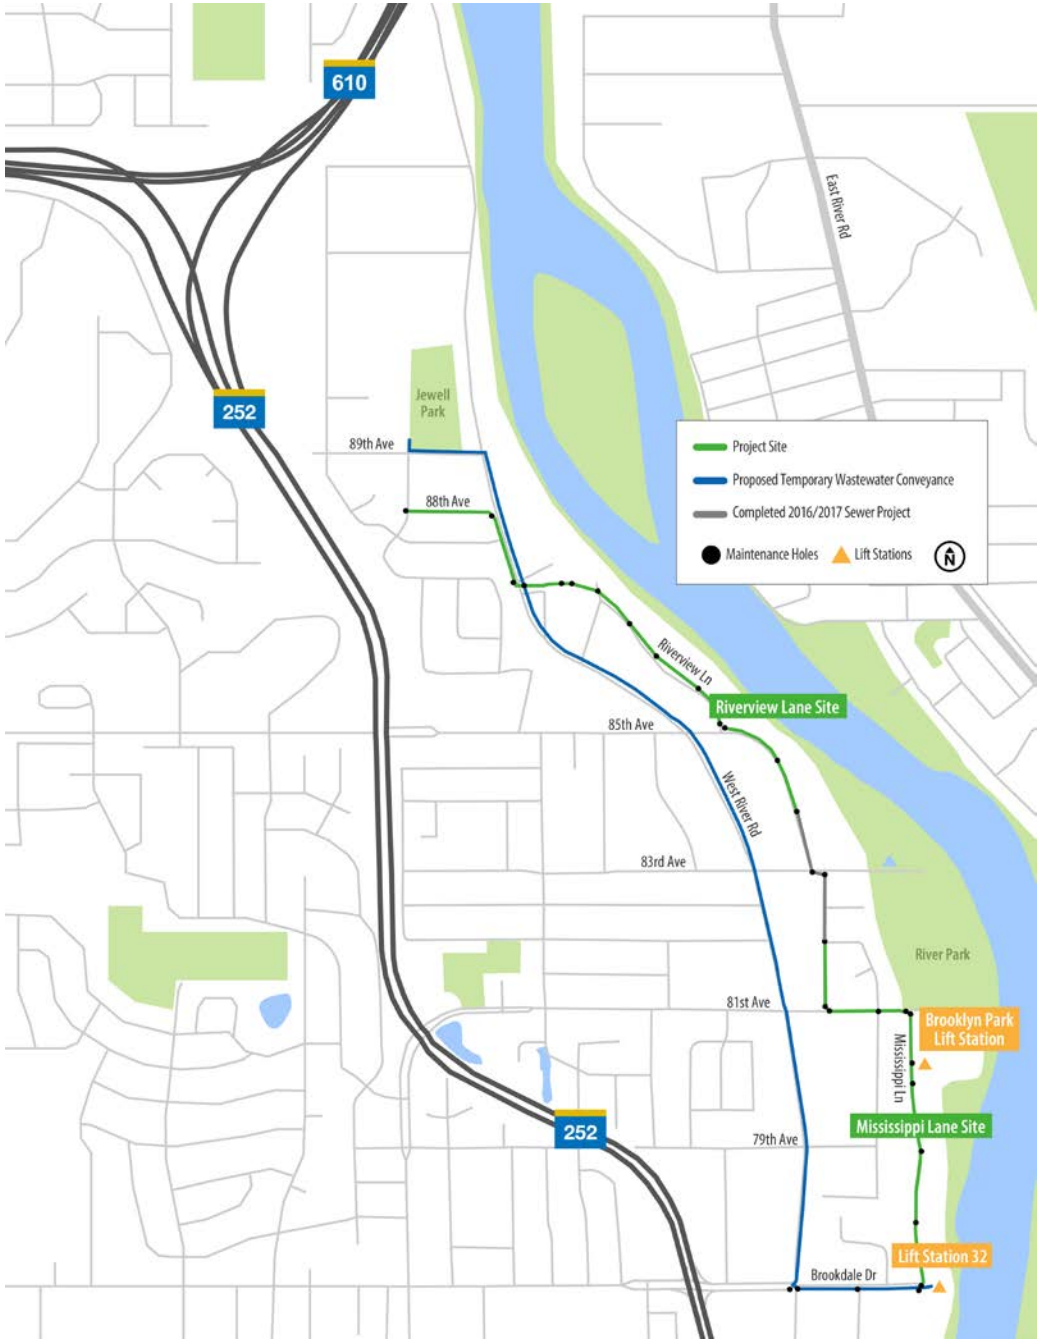 610
East River Rd
252
Jewell
Park
89th Ave
88th Ave
Project Site
Proposed Temporary Wastewater Conveyance
Completed 2016/2017 Sewer Project
Maintenance Holes
Lift Stations
N
Riverview Ln
Riverview Lane Site
85th Ave
West River Rd
83rd Ave
River Park
81st Ave
Brooklyn Park
Lift Station
Mississippi Ln
Mississippi Lane Site
252
79th Ave
Lift Station 32
Brookdale Dr